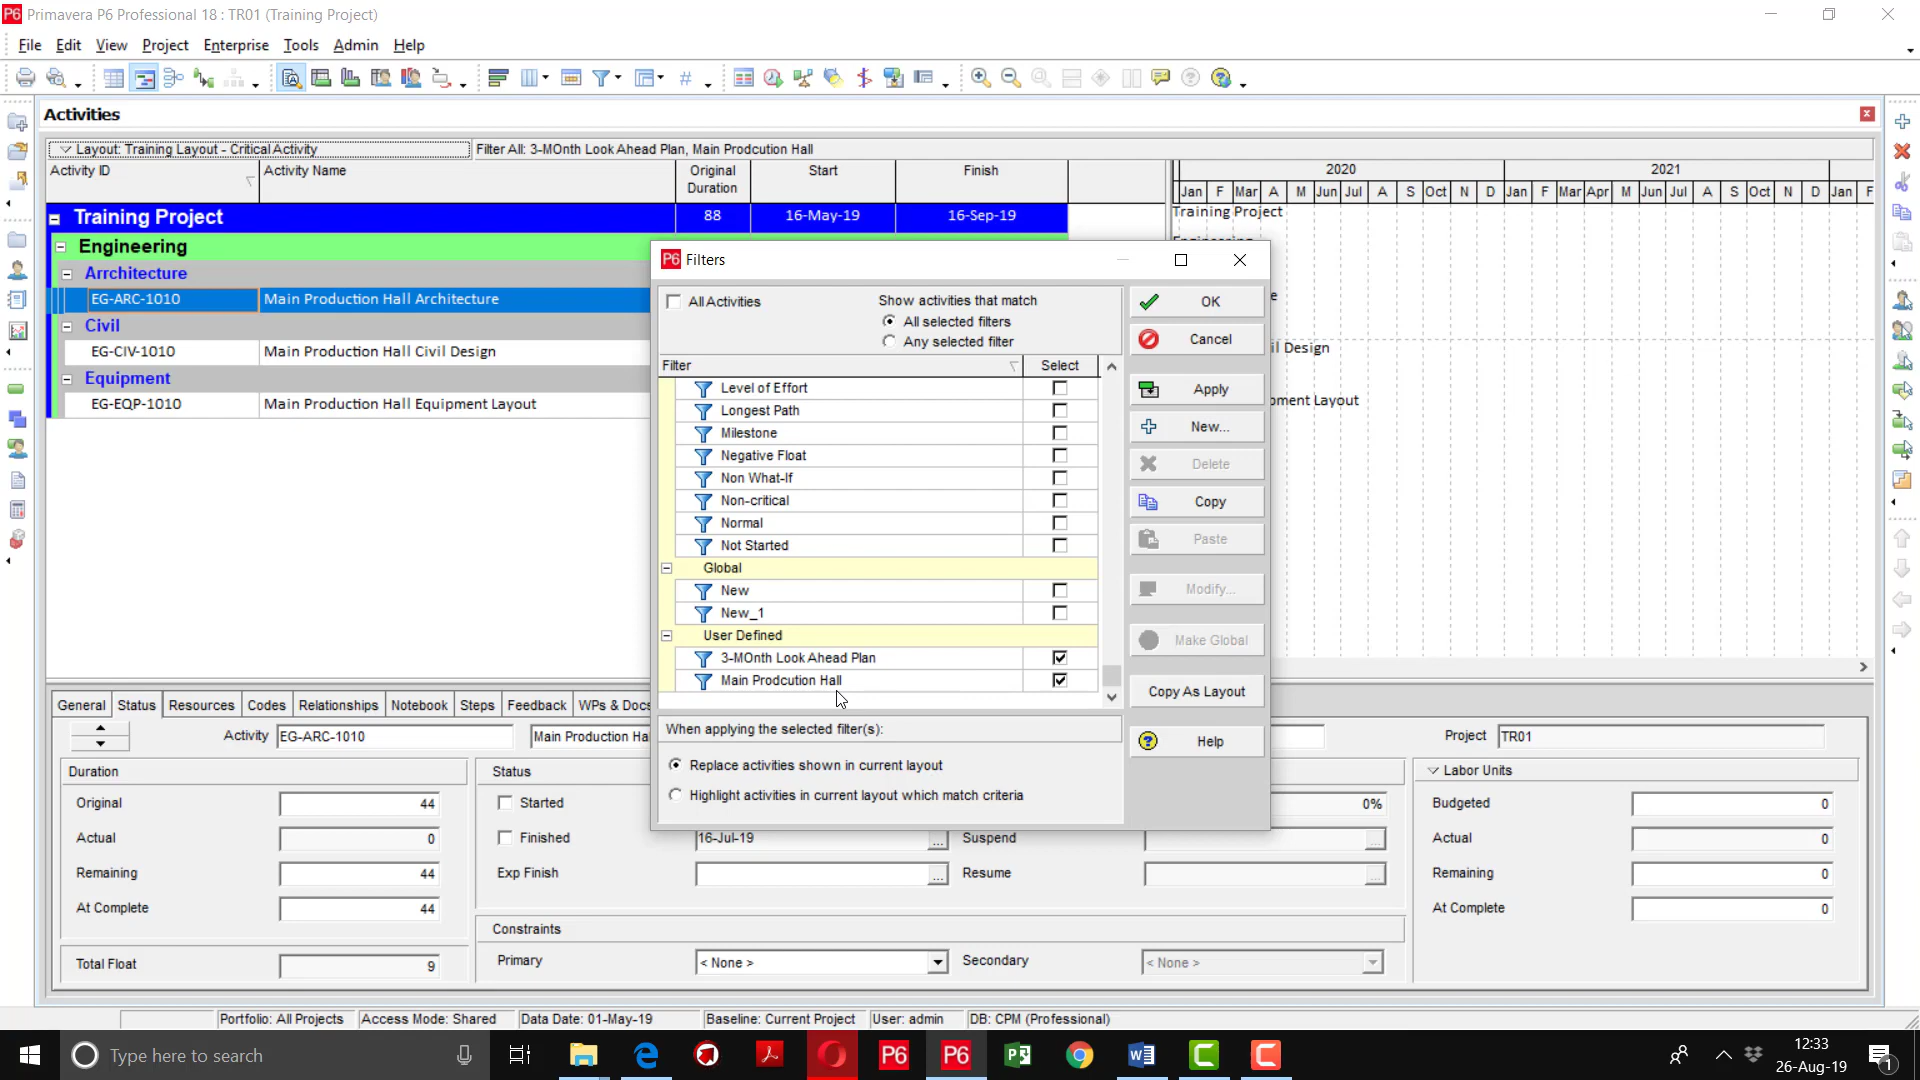 Primavera P6 Professional 18 : TR01 (Training Project)
File Edit View Project Enterprise Tools Admin Help
Activities
Layout: Training Layout - Critical Activity
Filter All: 3-MOnth Look Ahead Plan, Main Prodcution Hall
Activity ID Activity Name Original Duration Start Finish
2020 2021
Jan F Mar A M Jun Jul A S Oct N D Jan F Mar Apr M Jun Jul A S Oct N D Jan F
Training Project 88 16-May-19 16-Sep-19
Training Project
Engineering
Arrchitecture
EG-ARC-1010 Main Production Hall Architecture
Civil
EG-CIV-1010 Main Production Hall Civil Design
il Design
Equipment
EG-EQP-1010 Main Production Hall Equipment Layout
pment Layout
P6 Filters
All Activities
Show activities that match
All selected filters
Any selected filter
Filter Select
Level of Effort
Longest Path
Milestone
Negative Float
Non What-If
Non-critical
Normal
Not Started
Global
New
New_1
User Defined
3-MOnth Look Ahead Plan
Main Prodcution Hall
When applying the selected filter(s):
Replace activities shown in current layout
Highlight activities in current layout which match criteria
OK
Cancel
Apply
New...
Delete
Copy
Paste
Modify...
Make Global
Copy As Layout
Help
General Status Resources Codes Relationships Notebook Steps Feedback WPs & Docs
Activity EG-ARC-1010 Main Production Ha
Project TR01
Duration
Original 44
Actual 0
Remaining 44
At Complete 44
Total Float 9
Status
Started
0%
Finished 16-Jul-19 ... Suspend ...
Exp Finish ... Resume ...
Constraints
Primary < None > Secondary < None >
Labor Units
Budgeted 0
Actual 0
Remaining 0
At Complete 0
Portfolio: All Projects Access Mode: Shared Data Date: 01-May-19 Baseline: Current Project User: admin DB: CPM (Professional)
Type here to search
P6 P6
12:33
26-Aug-19
1